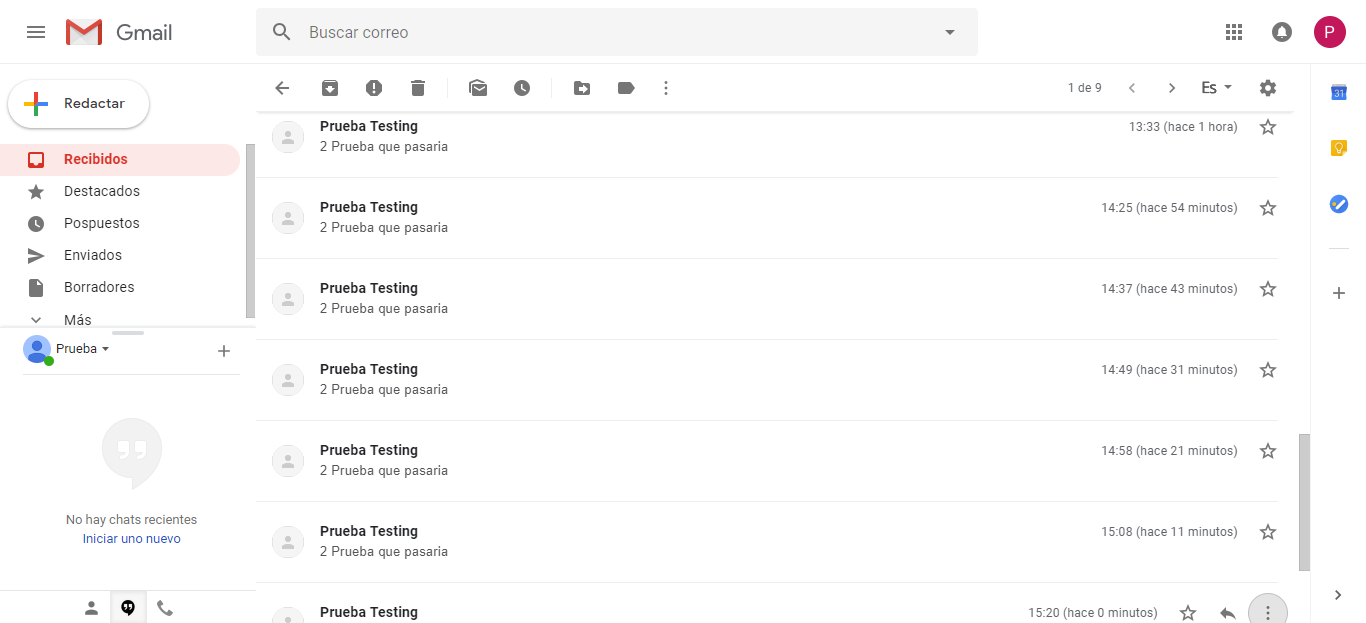 Gmail
Buscar correo
P
Redactar
1 de 9
Es
31
Recibidos
Destacados
Pospuestos
Enviados
Borradores
Más
Prueba
No hay chats recientes
Iniciar uno nuevo
Prueba Testing
13:33 (hace 1 hora)
2 Prueba que pasaria
Prueba Testing
14:25 (hace 54 minutos)
2 Prueba que pasaria
Prueba Testing
14:37 (hace 43 minutos)
2 Prueba que pasaria
Prueba Testing
14:49 (hace 31 minutos)
2 Prueba que pasaria
Prueba Testing
14:58 (hace 21 minutos)
2 Prueba que pasaria
Prueba Testing
15:08 (hace 11 minutos)
2 Prueba que pasaria
Prueba Testing
15:20 (hace 0 minutos)